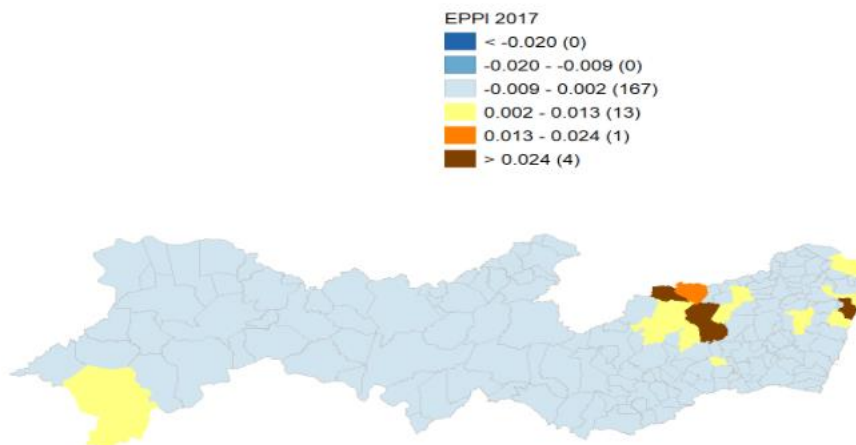 EPPI 2017
< -0.020 (0)
-0.020 - -0.009 (0)
-0.009 - 0.002 (167)
0.002 - 0.013 (13)
0.013 - 0.024 (1)
> 0.024 (4)